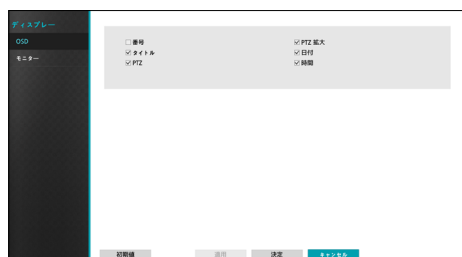 ディスプレー
OSD
モニター
番号
タイトル
PTZ
PTZ 拡大
日付
時間
初期値
適用
決定
キャンセル